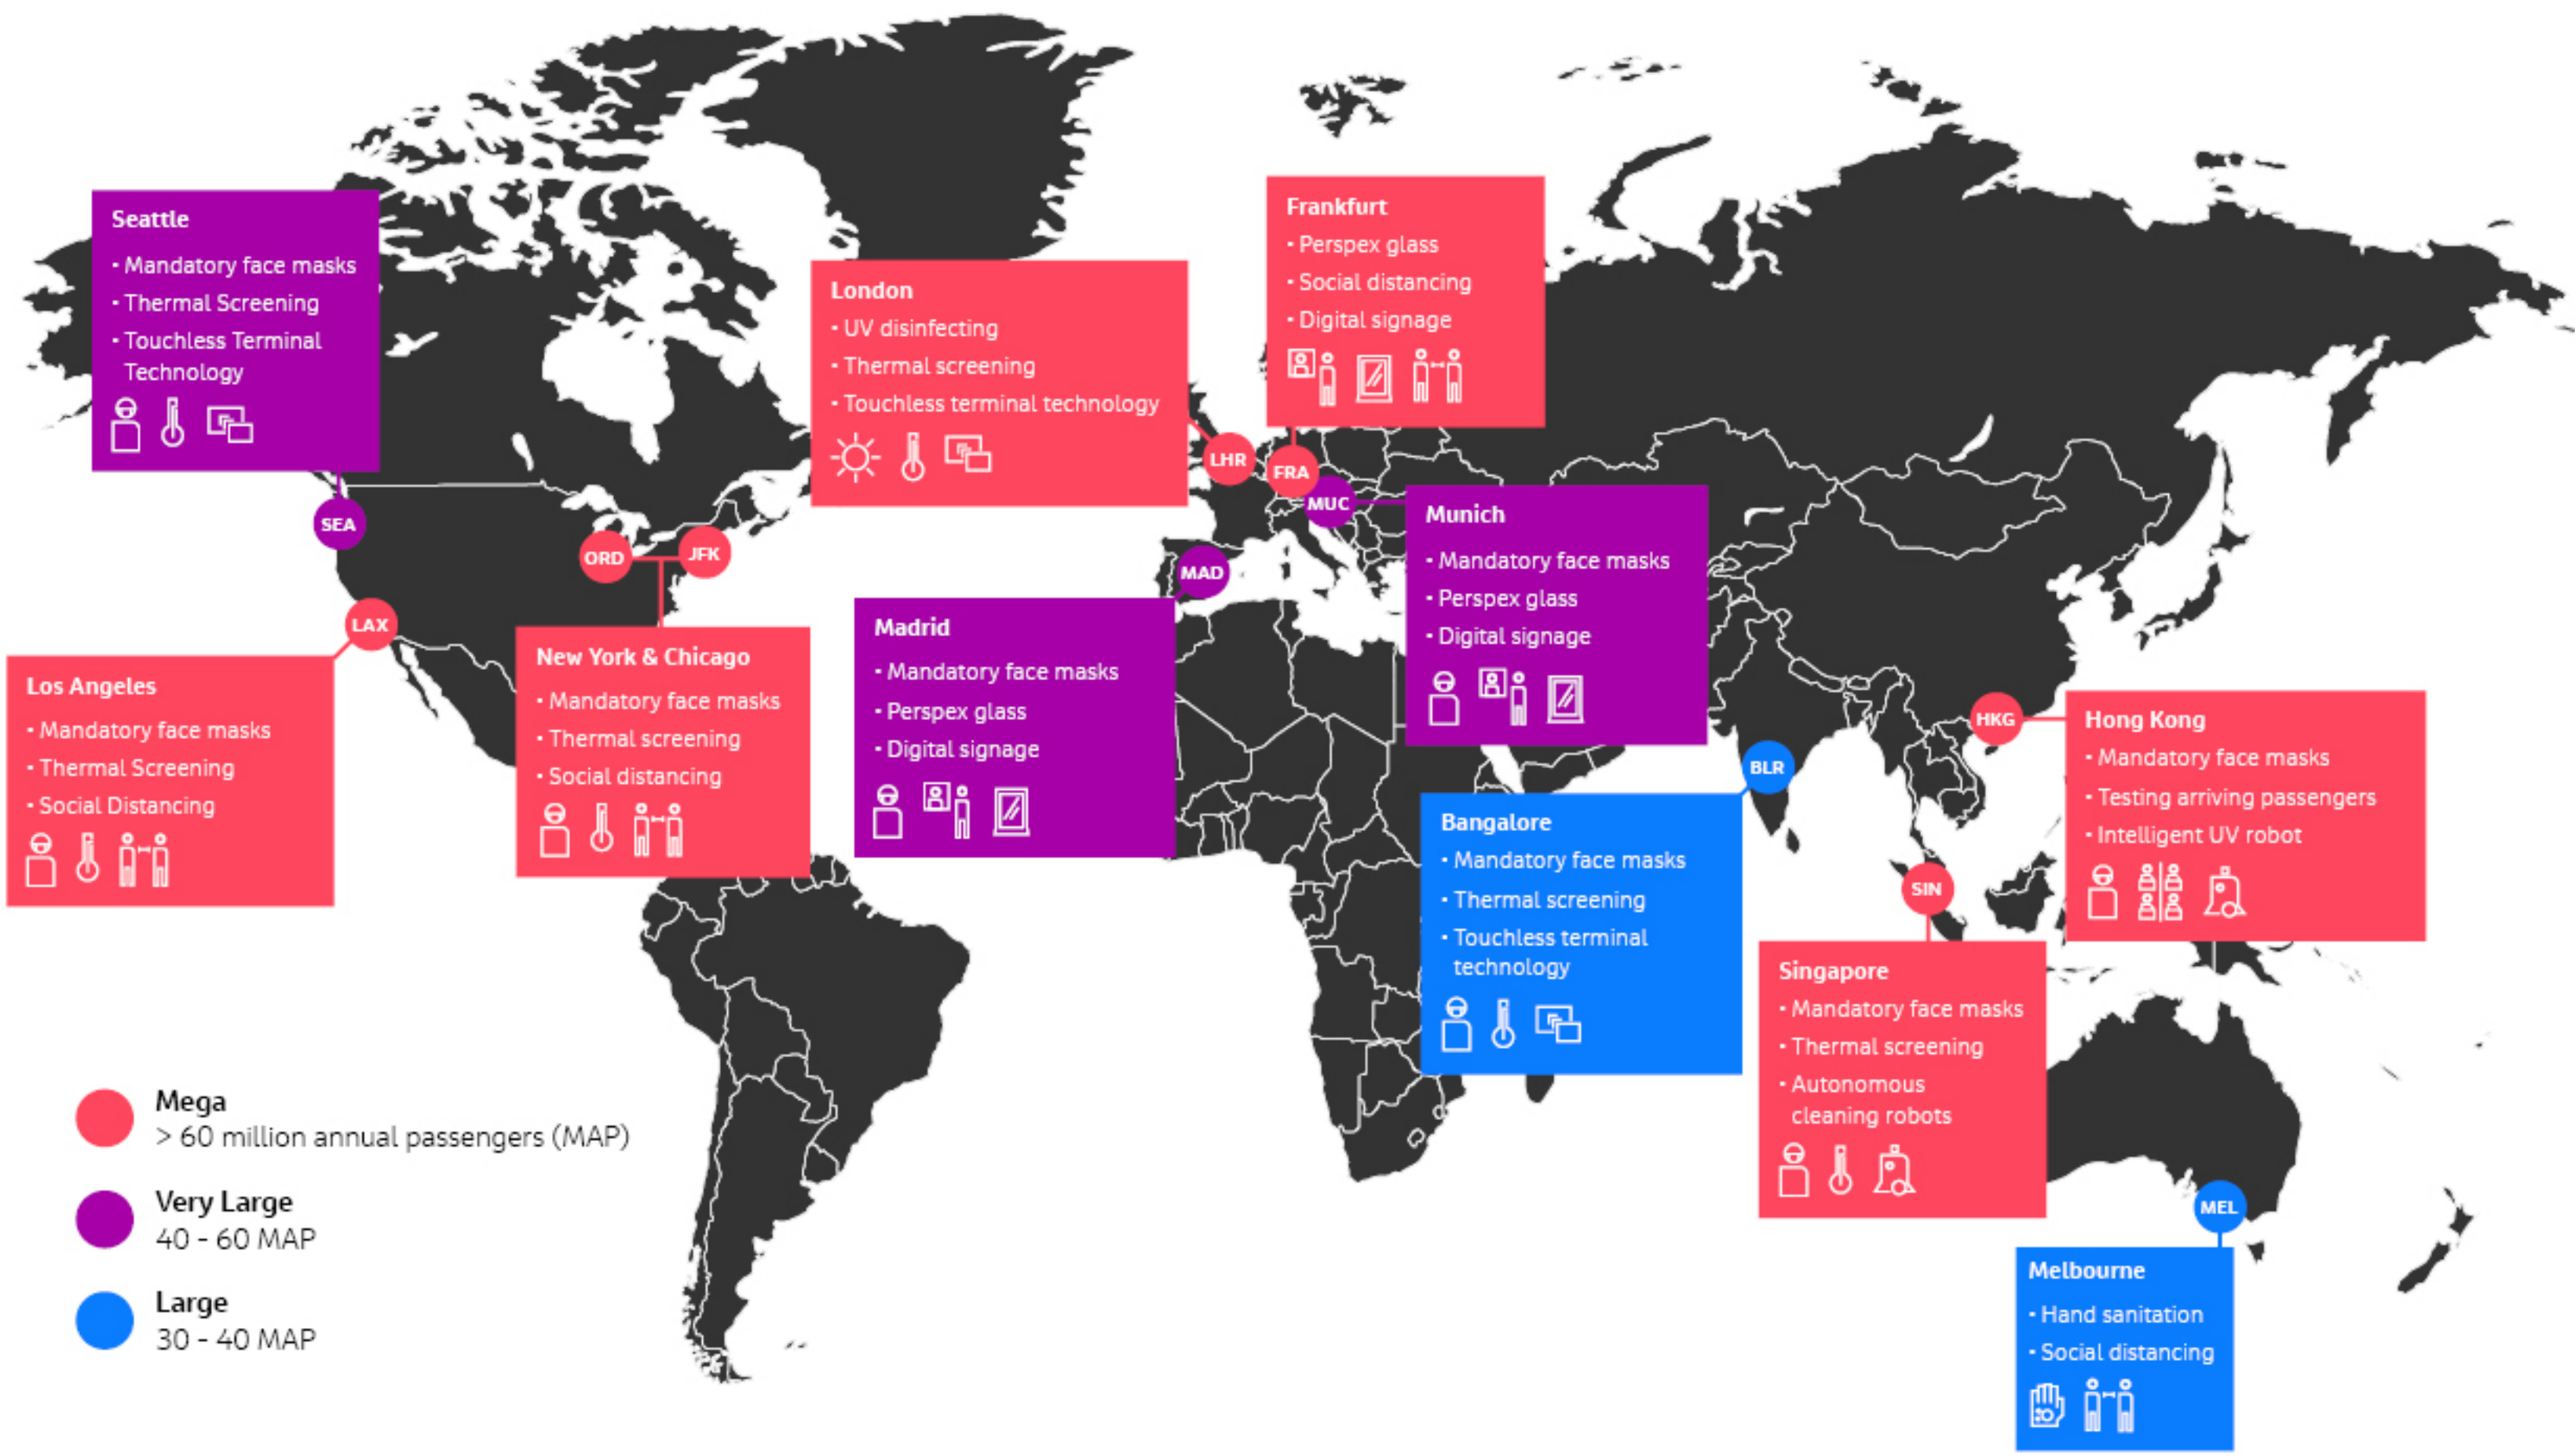 Seattle
· Mandatory face masks
· Thermal Screening
· Touchless Terminal
Technology
London
· UV disinfecting
· Thermal screening
· Touchless terminal technology
Frankfurt
· Perspex glass
· Social distancing
· Digital signage
SEA
ORD
JFK
LAX
LHR
FRA
MUC
MAD
Munich
· Mandatory face masks
· Perspex glass
· Digital signage
Los Angeles
· Mandatory face masks
· Thermal Screening
· Social Distancing
New York & Chicago
· Mandatory face masks
· Thermal screening
· Social distancing
Madrid
· Mandatory face masks
· Perspex glass
· Digital signage
HKG
Hong Kong
· Mandatory face masks
· Testing arriving passengers
· Intelligent UV robot
BLR
Bangalore
· Mandatory face masks
· Thermal screening
· Touchless terminal
technology
SIN
Singapore
· Mandatory face masks
· Thermal screening
· Autonomous
cleaning robots
MEL
Melbourne
· Hand sanitation
· Social distancing
Mega
> 60 million annual passengers (MAP)
Very Large
40 - 60 MAP
Large
30 - 40 MAP